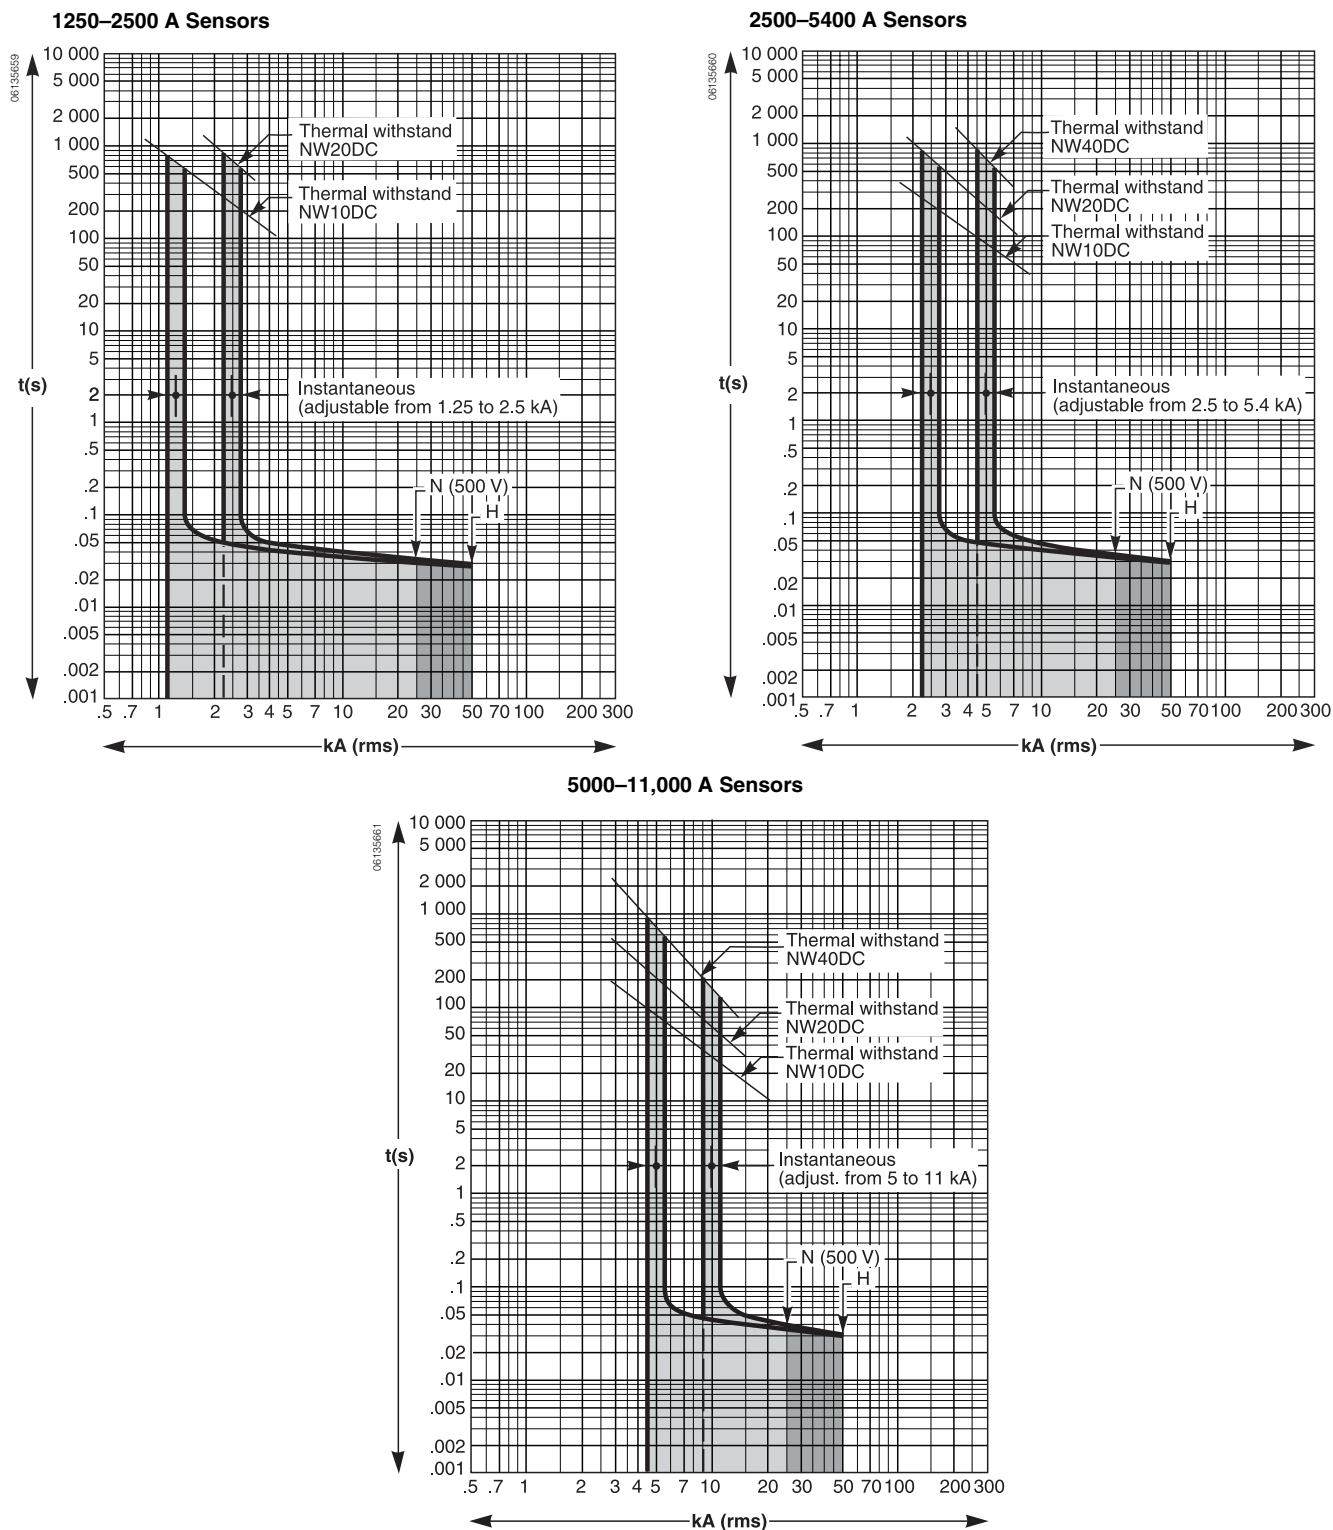 1250–2500 A Sensors
06135659
10 000
5 000
2 000
1 000
500
200
100
50
20
10
5
2
1
.5
.2
.1
.05
.02
.01
.005
.002
.001
t(s)
Thermal withstand
NW20DC
Thermal withstand
NW10DC
Instantaneous
(adjustable from 1.25 to 2.5 kA)
N (500 V)
H
.5 .7 1 2 3 4 5 7 10 20 30 50 70 100 200 300
kA (rms)
2500–5400 A Sensors
06135660
10 000
5 000
2 000
1 000
500
200
100
50
20
10
5
2
1
.5
.2
.1
.05
.02
.01
.005
.002
.001
t(s)
Thermal withstand
NW40DC
Thermal withstand
NW20DC
Thermal withstand
NW10DC
Instantaneous
(adjustable from 2.5 to 5.4 kA)
N (500 V)
H
.5 .7 1 2 3 4 5 7 10 20 30 50 70 100 200 300
kA (rms)
5000–11,000 A Sensors
06135661
10 000
5 000
2 000
1 000
500
200
100
50
20
10
5
2
1
.5
.2
.1
.05
.02
.01
.005
.002
.001
t(s)
Thermal withstand
NW40DC
Thermal withstand
NW20DC
Thermal withstand
NW10DC
Instantaneous
(adjust. from 5 to 11 kA)
N (500 V)
H
.5 .7 1 2 3 4 5 7 10 20 30 50 70 100 200 300
kA (rms)